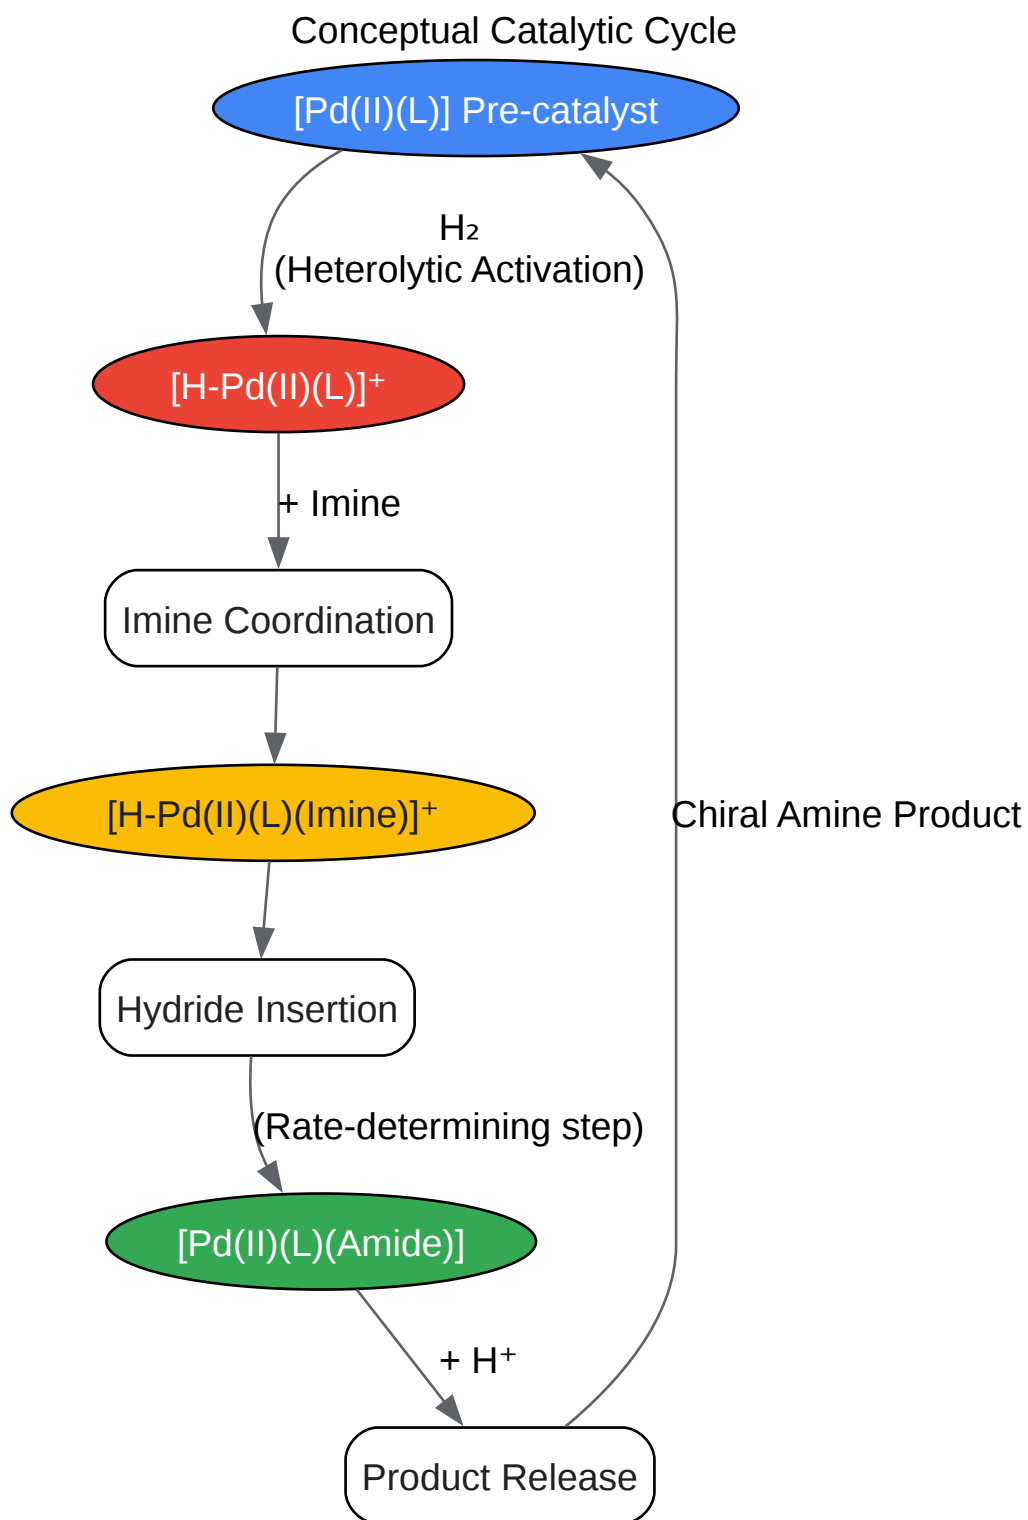 Conceptual Catalytic Cycle
[Pd(II)(L)] Pre-catalyst
H₂
(Heterolytic Activation)
[H-Pd(II)(L)]⁺
+ Imine
Imine Coordination
[H-Pd(II)(L)(Imine)]⁺
Chiral Amine Product
Hydride Insertion
(Rate-determining step)
[Pd(II)(L)(Amide)]
+ H⁺
Product Release